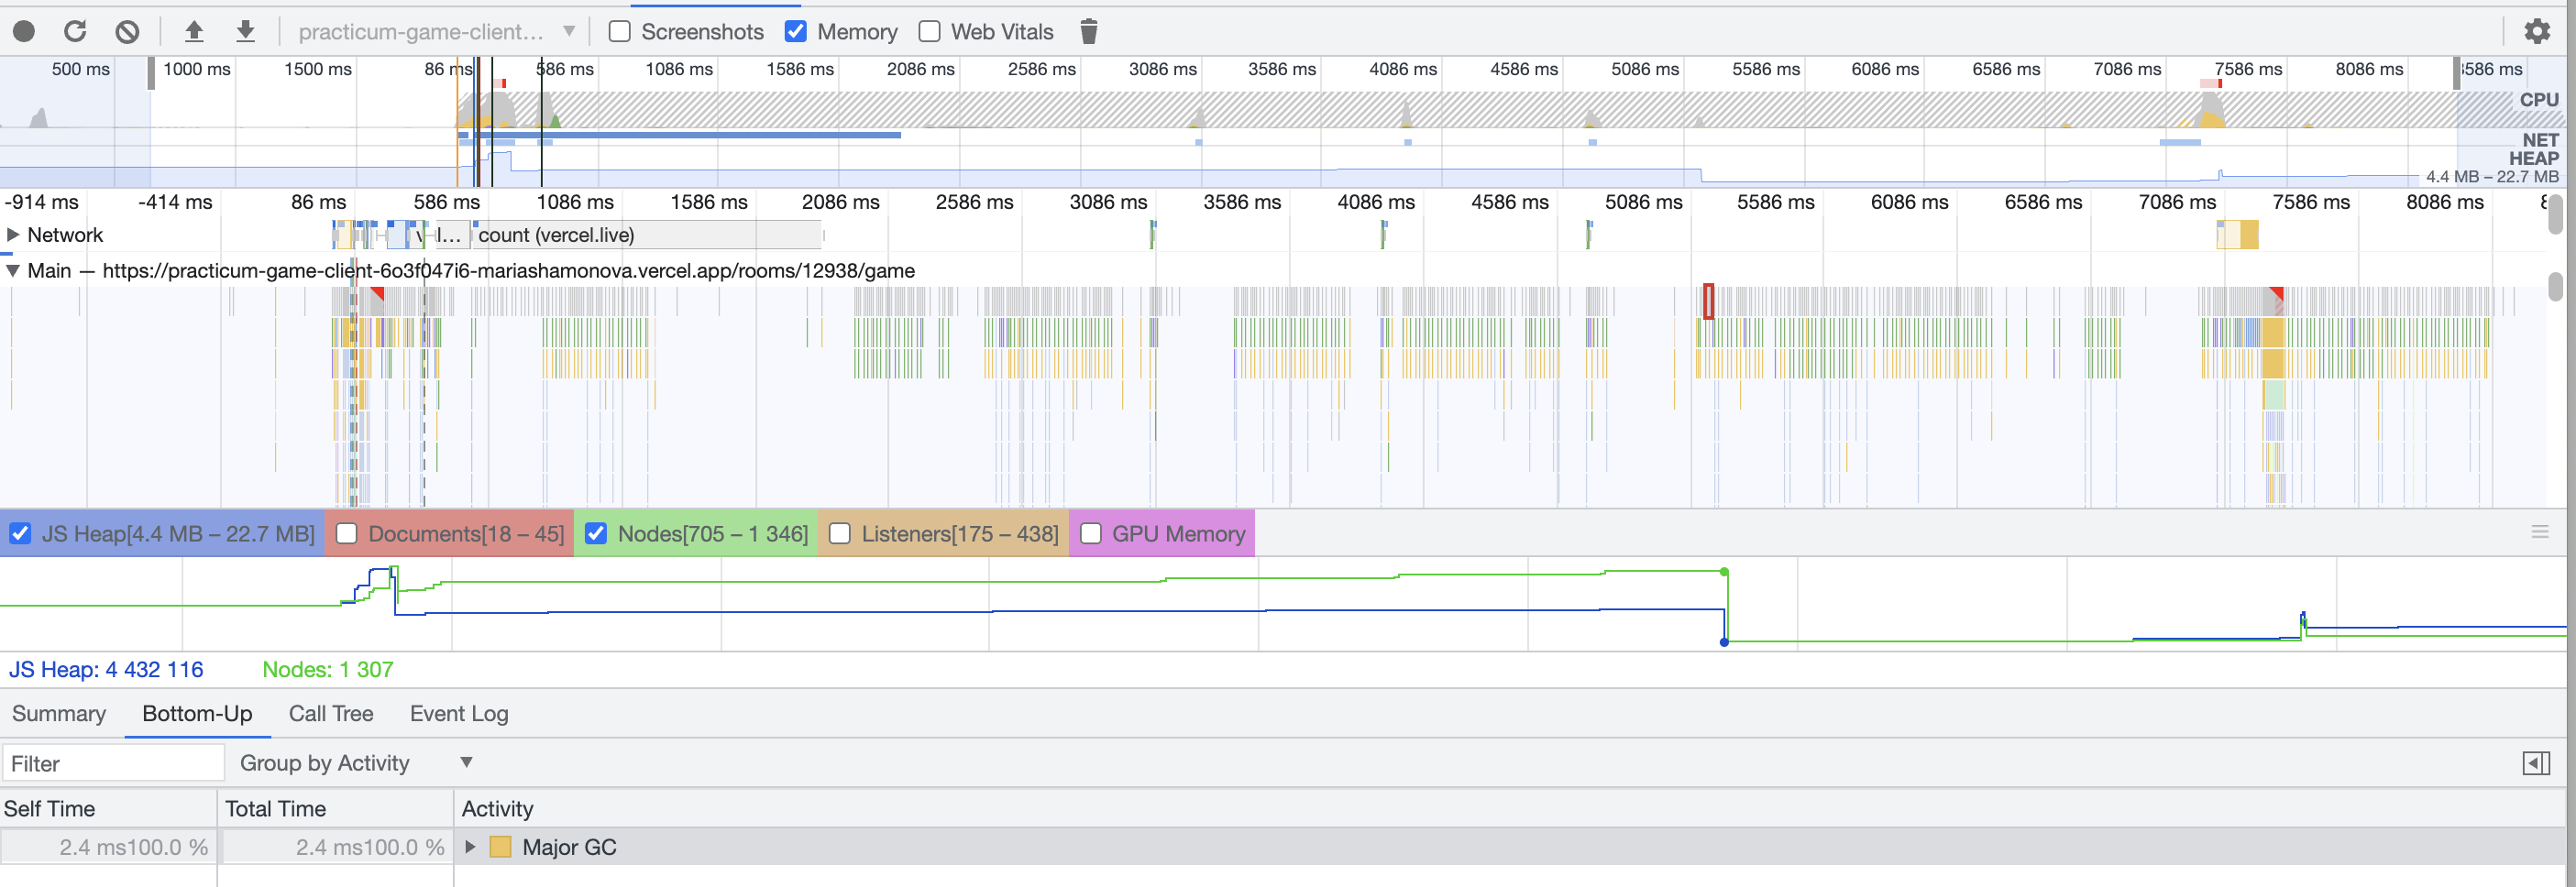 practicum-game-client... Screenshots Memory Web Vitals
500 ms 1000 ms 1500 ms 86 ms 586 ms 1086 ms 1586 ms 2086 ms 2586 ms 3086 ms 3586 ms 4086 ms 4586 ms 5086 ms 5586 ms 6086 ms 6586 ms 7086 ms 7586 ms 8086 ms 8586 ms
CPU
NET
HEAP
4.4 MB – 22.7 MB
-914 ms -414 ms 86 ms 586 ms 1086 ms 1586 ms 2086 ms 2586 ms 3086 ms 3586 ms 4086 ms 4586 ms 5086 ms 5586 ms 6086 ms 6586 ms 7086 ms 7586 ms 8086 ms
Network l... count (vercel.live)
Main — https://practicum-game-client-6o3f047i6-mariashamonova.vercel.app/rooms/12938/game
JS Heap[4.4 MB – 22.7 MB] Documents[18 – 45] Nodes[705 – 1 346] Listeners[175 – 438] GPU Memory
JS Heap: 4 432 116 Nodes: 1 307
Summary Bottom-Up Call Tree Event Log
Filter Group by Activity
Self Time Total Time Activity
2.4 ms 100.0 % 2.4 ms 100.0 % Major GC